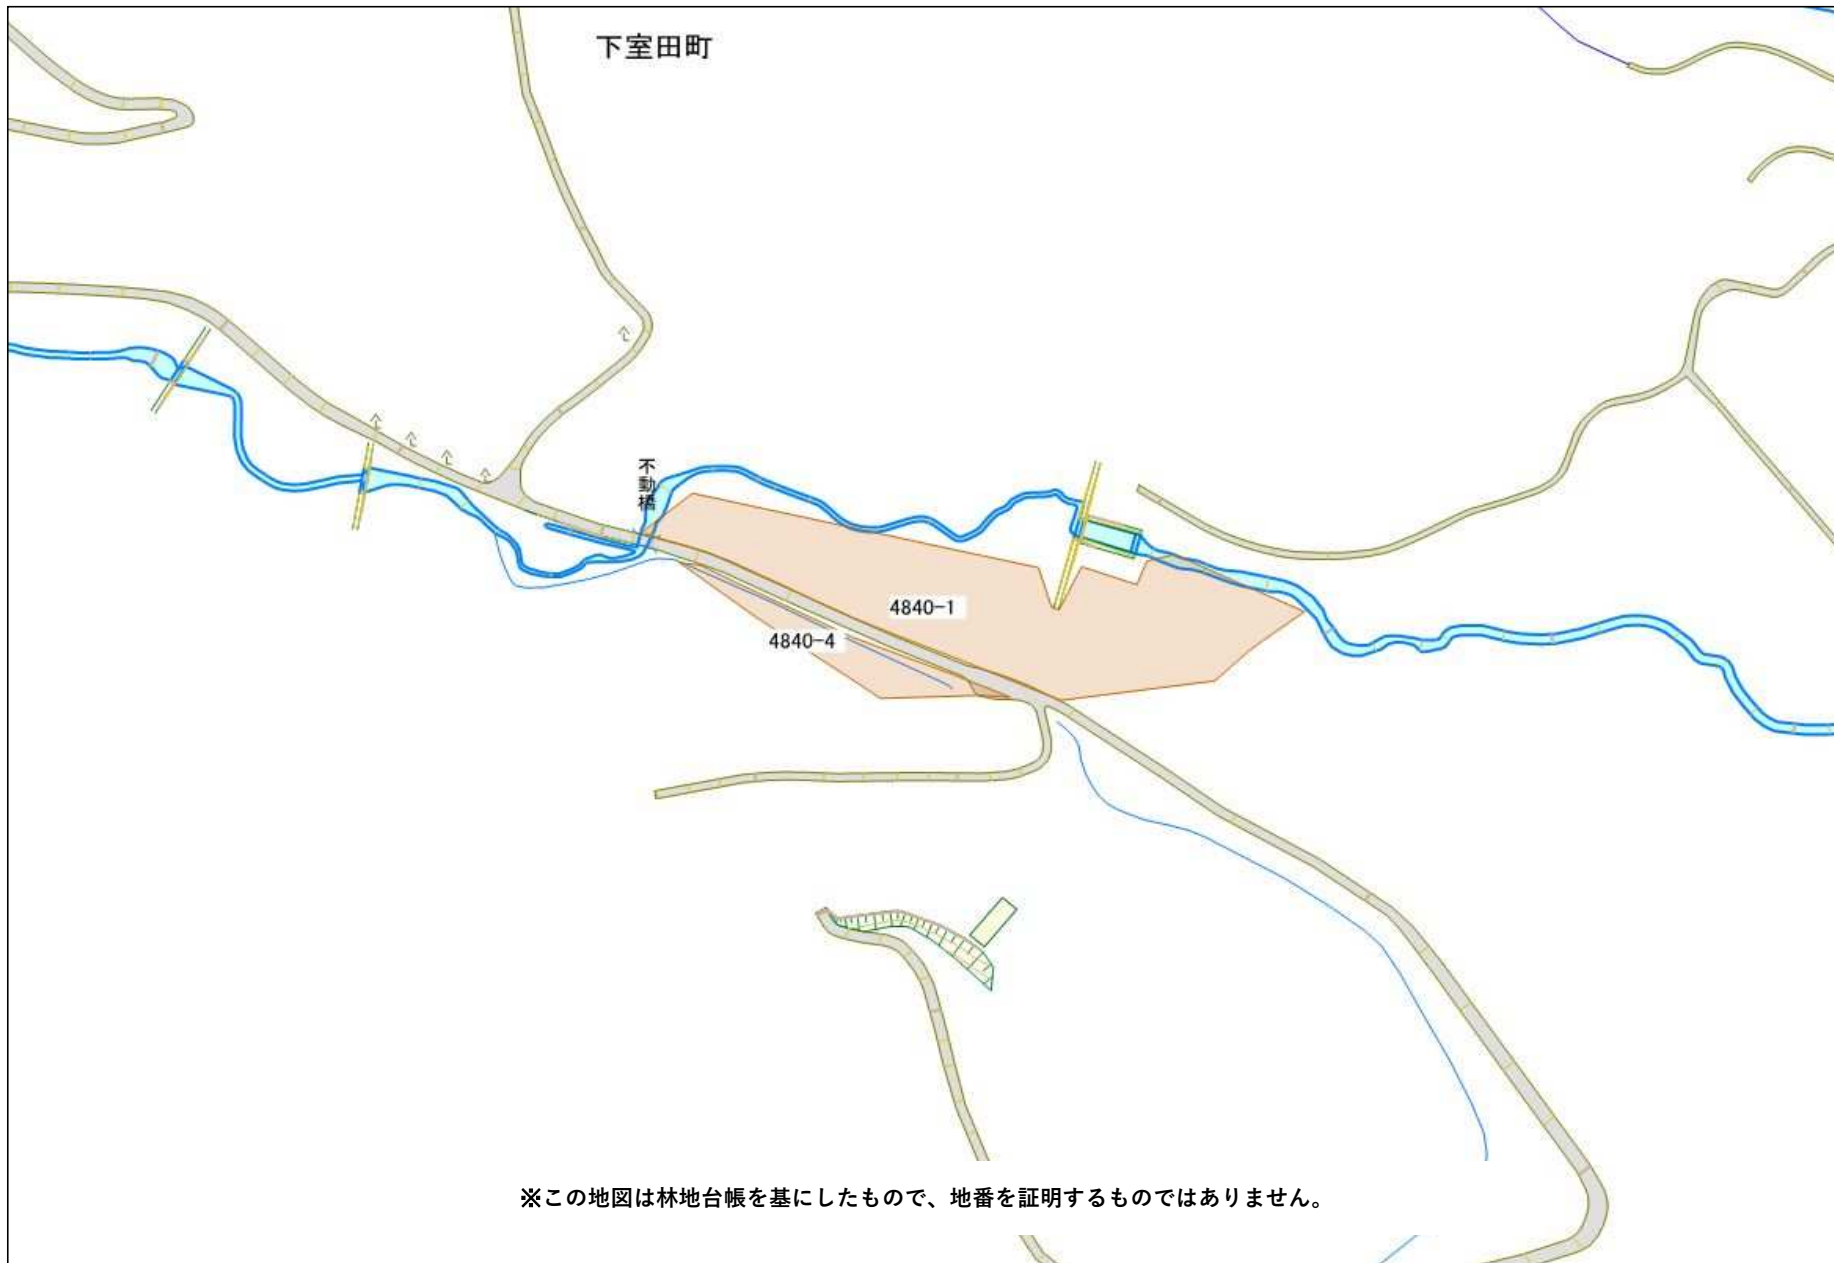 下室田町
不動橋
4840-1
4840-4
※この地図は林地台帳を基にしたもので、地番を証明するものではありません。